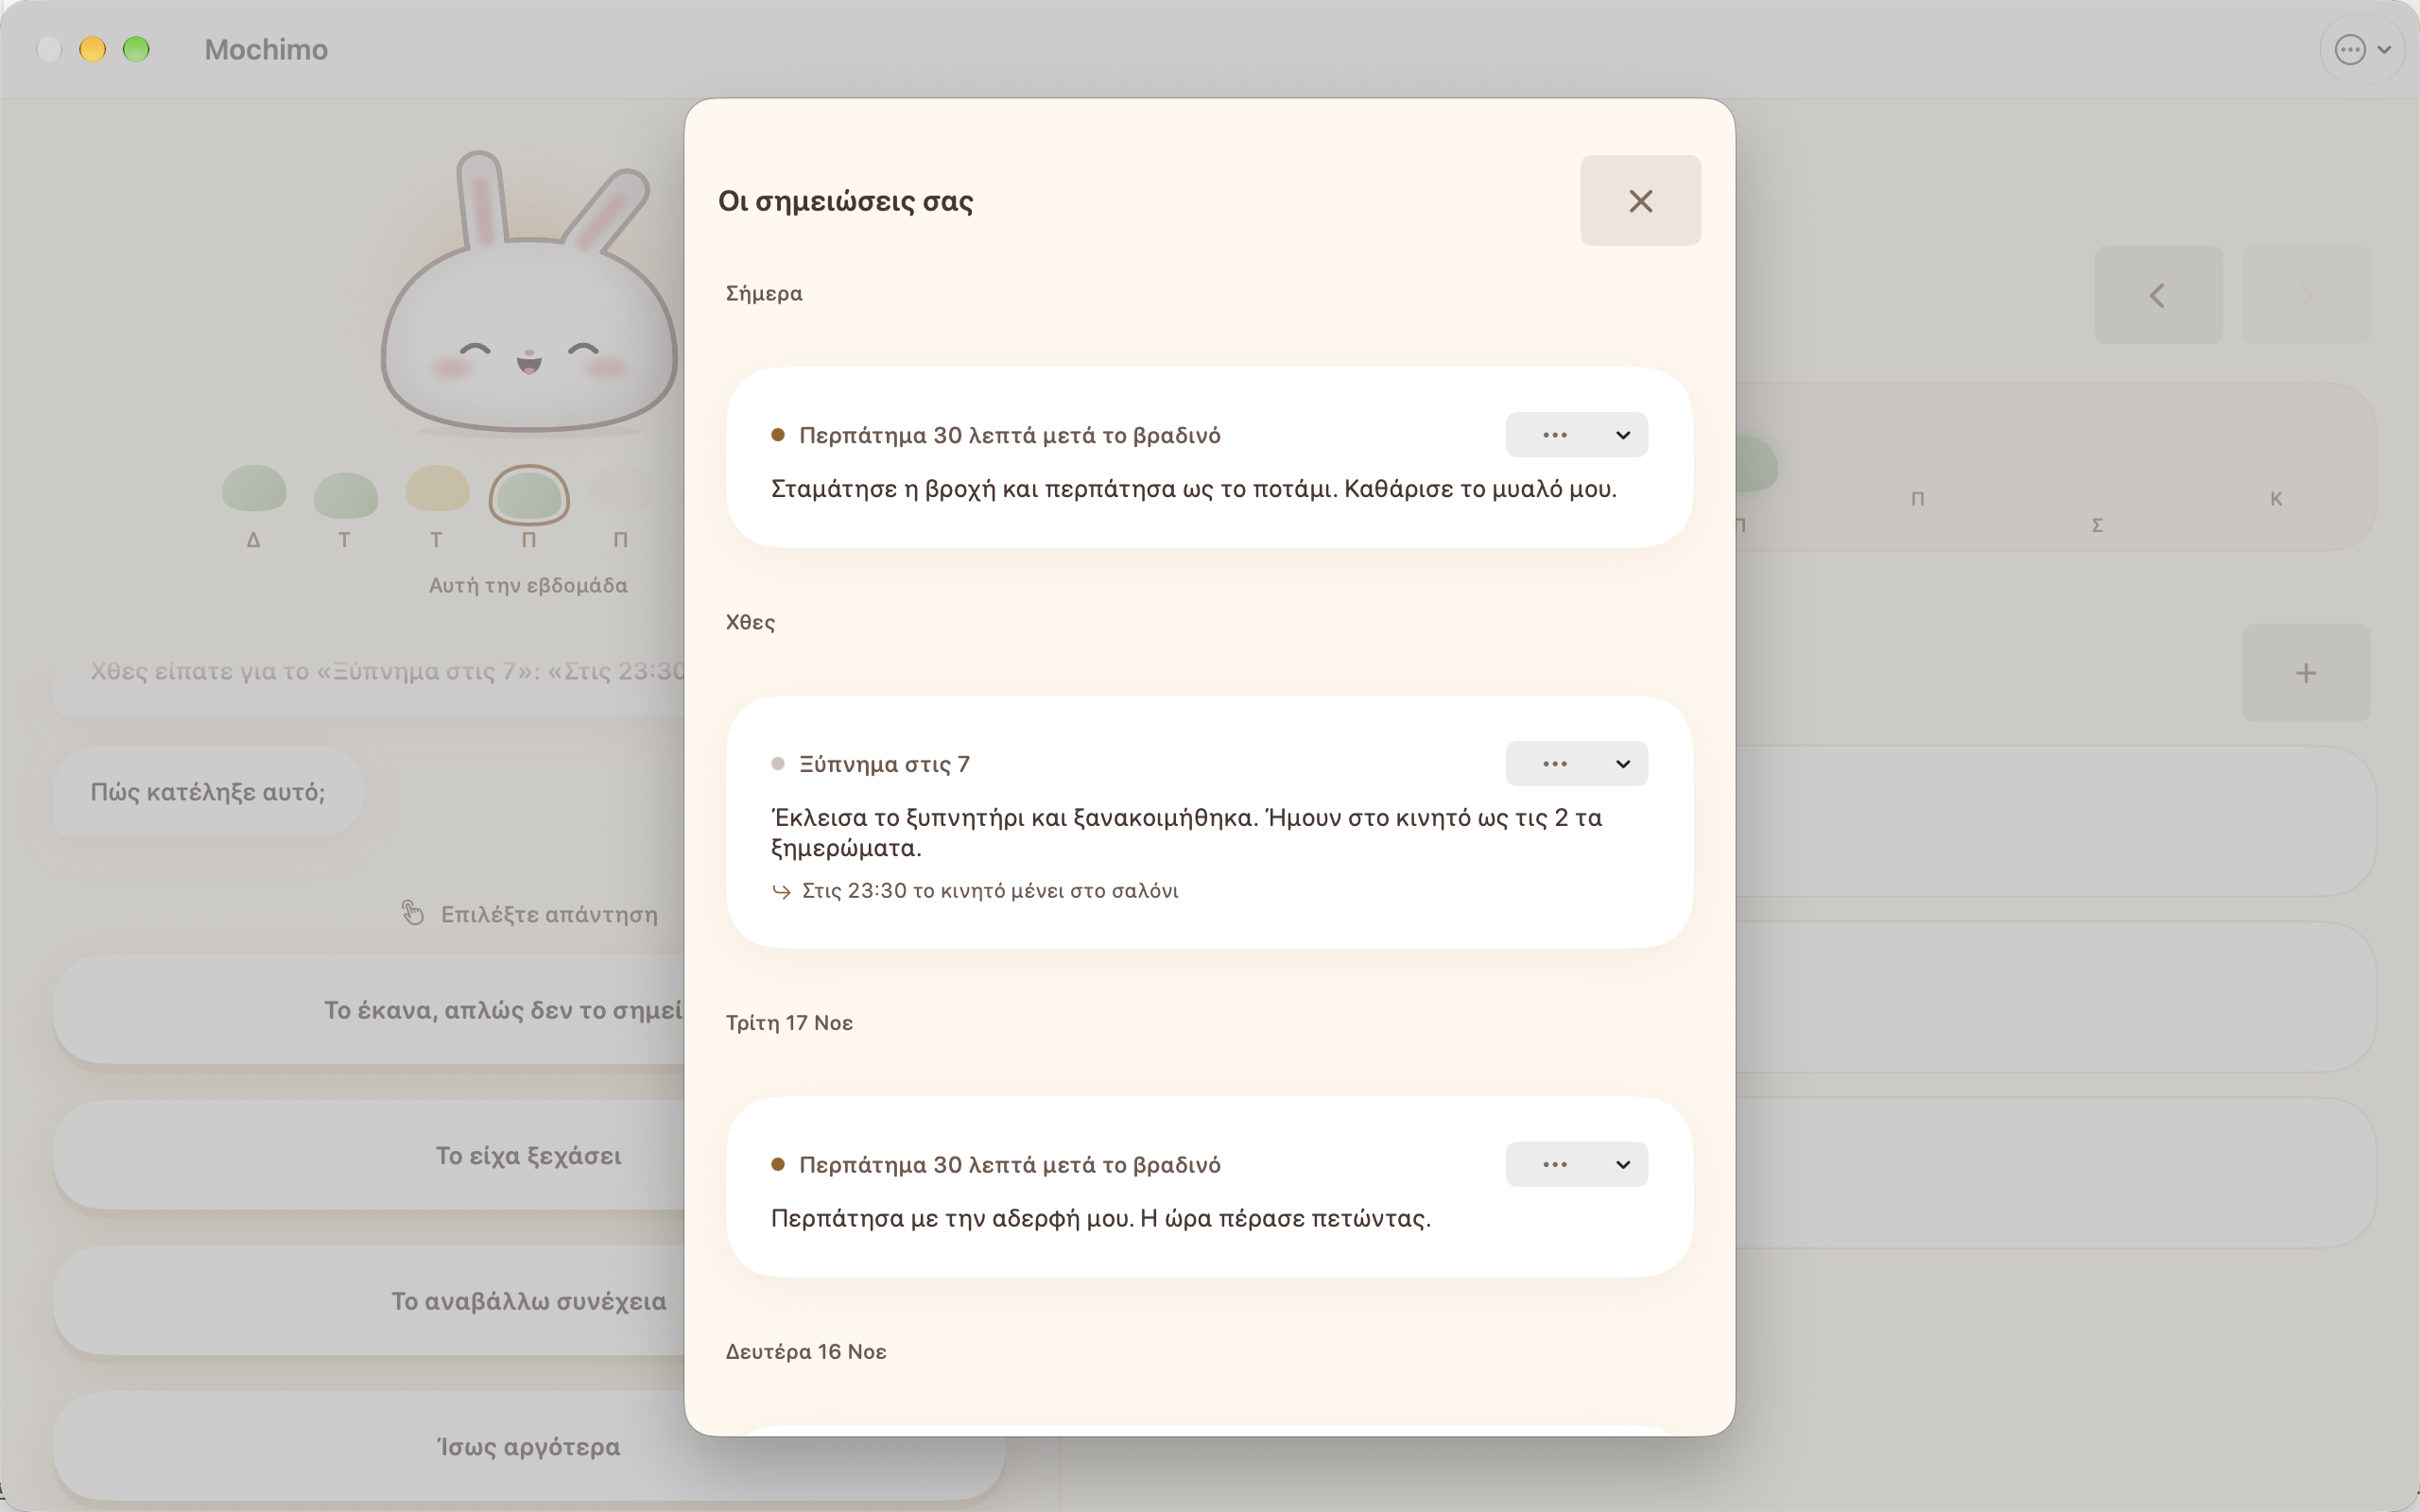 Mochimo
Δ
Τ
Τ
Π
Π
Αυτή την εβδομάδα
Χθες είπατε για το «Ξύπνημα στις 7»: «Στις 23:30
Πώς κατέληξε αυτό;
Επιλέξτε απάντηση
Το έκανα, απλώς δεν το
Το είχα ξεχάσει
Το αναβάλλω συνέχεια
Ίσως αργότερα
Οι σημειώσεις σας
Σήμερα
Περπάτημα 30 λεπτά μετά το βραδινό
Σταμάτησε η βροχή και περπάτησα ως το ποτάμι. Καθάρισε το μυαλό μου.
Χθες
Ξύπνημα στις 7
Έκλεισα το ξυπνητήρι και ξανακοιμήθηκα. Ήμουν στο κινητό ως τις 2 τα
ξημερώματα.
Στις 23:30 το κινητό μένει στο σαλόνι
Τρίτη 17 Νοε
Περπάτημα 30 λεπτά μετά το βραδινό
Περπάτησα με την αδερφή μου. Η ώρα πέρασε πετώντας.
Δευτέρα 16 Νοε
Π
Π
Σ
Κ